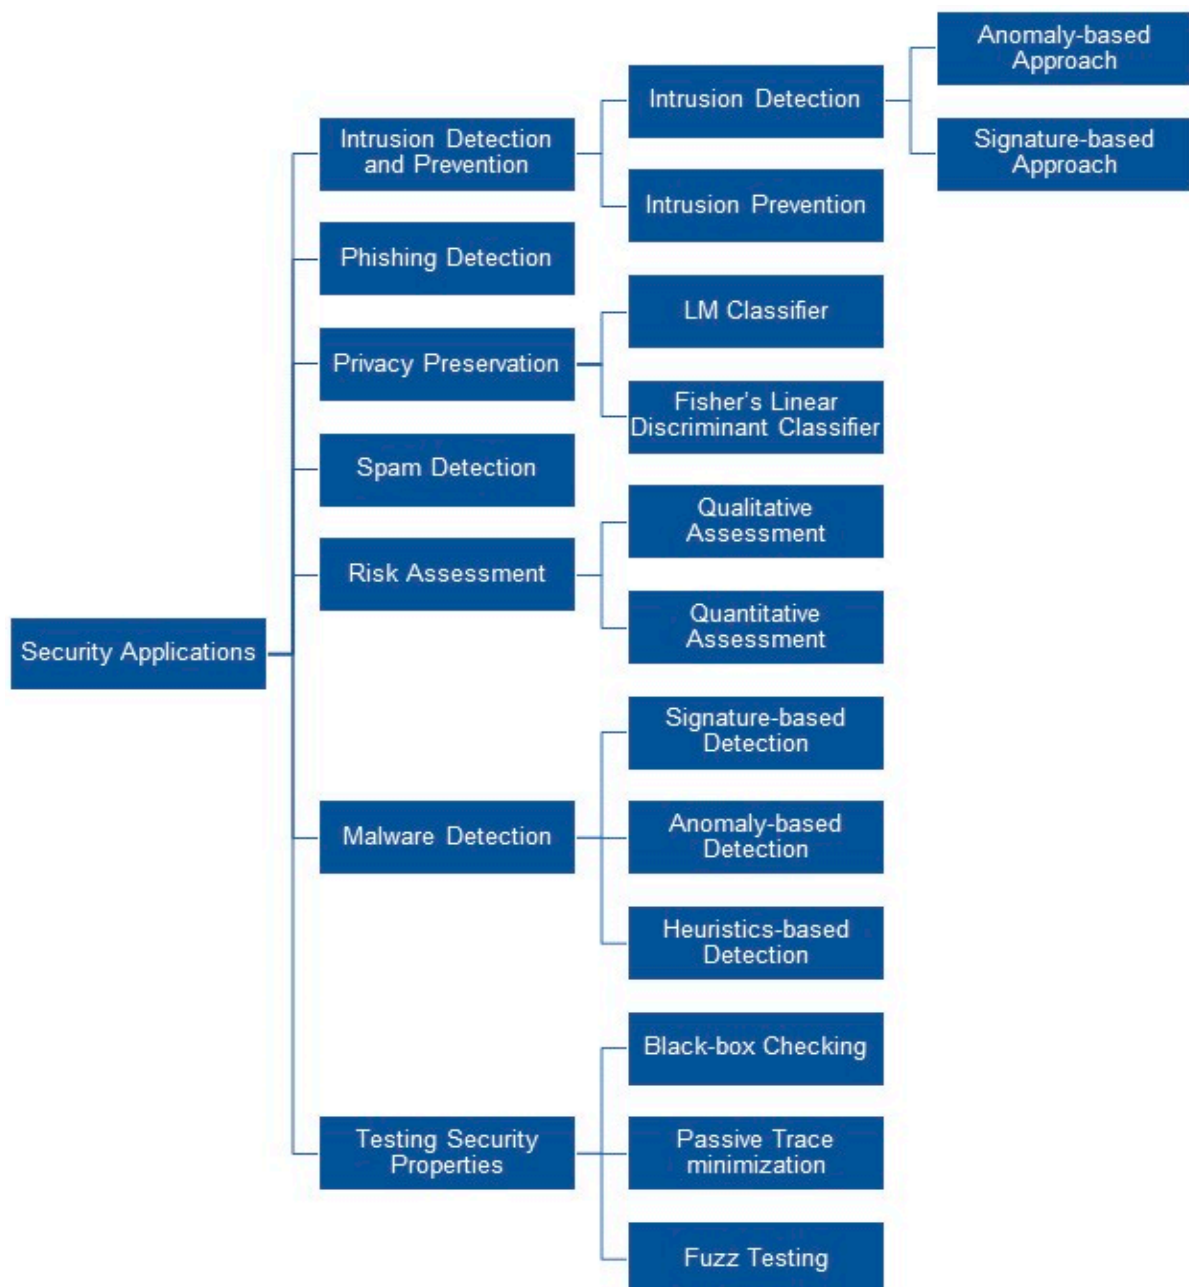 Anomaly-based
Approach
Intrusion Detection
Intrusion Detection
and Prevention
Signature-based
Approach
Intrusion Prevention
Phishing Detection
LM Classifier
Privacy Preservation
Fisher's Linear
Discriminant Classifier
Spam Detection
Qualitative
Assessment
Risk Assessment
Quantitative
Assessment
Security Applications
Signature-based
Detection
Malware Detection
Anomaly-based
Detection
Heuristics-based
Detection
Black-box Checking
Testing Security
Properties
Passive Trace
minimization
Fuzz Testing